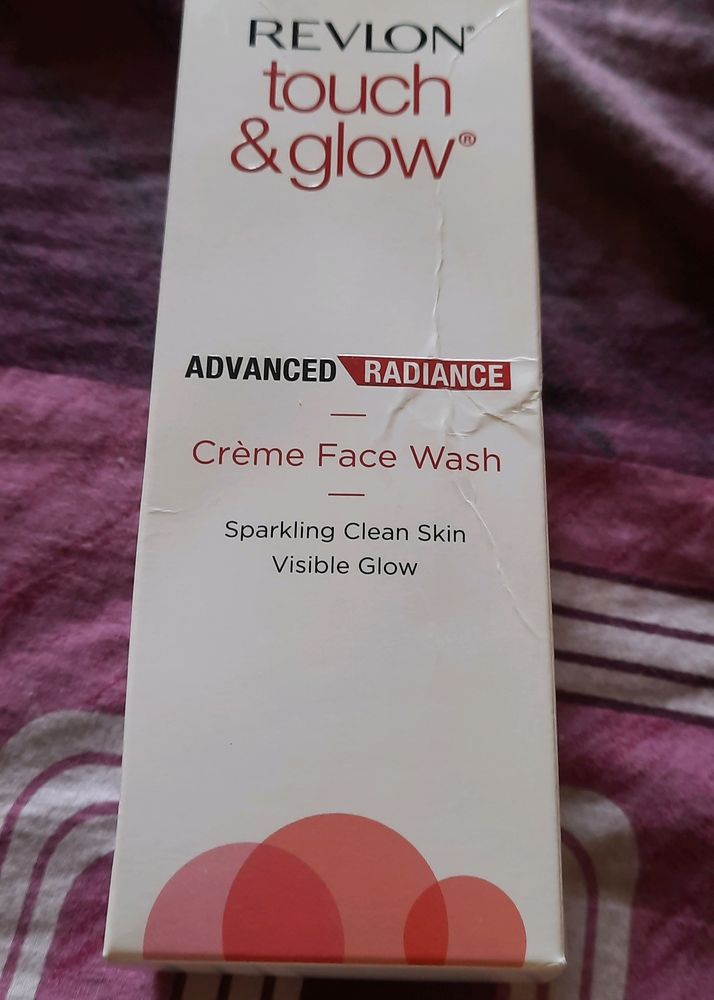 REVLON®
touch
& glow®
ADVANCED RADIANCE
Crème Face Wash
Sparkling Clean Skin
Visible Glow